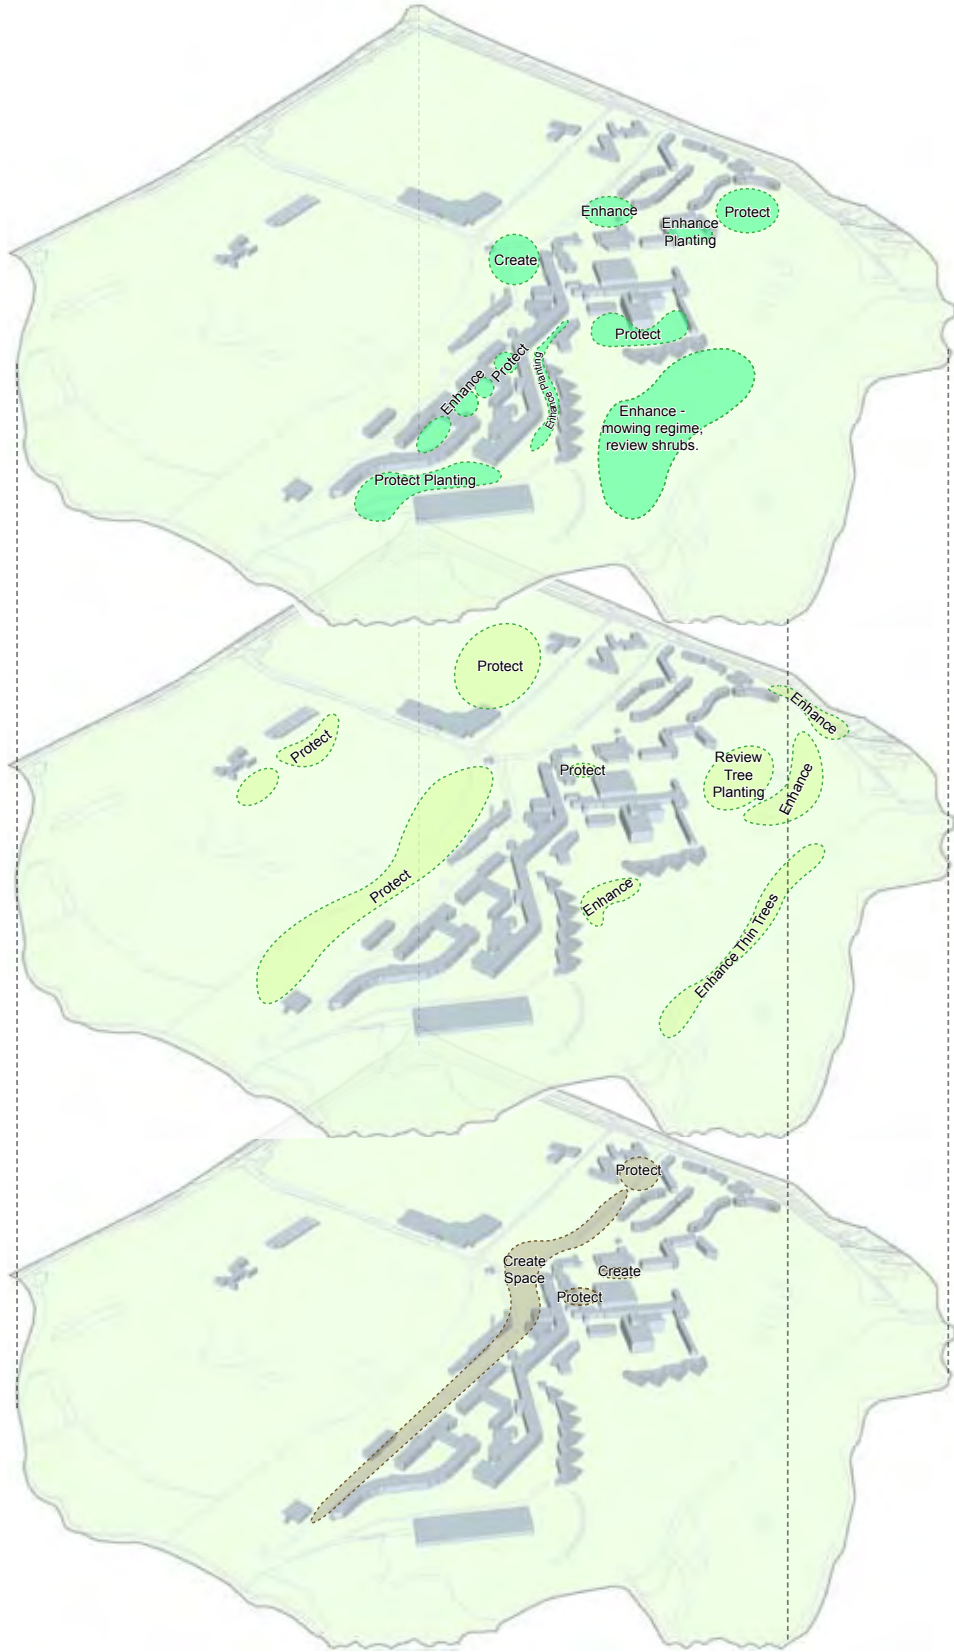 Enhance
Protect
Enhance
Planting
Create
Protect
Protect
Enhance Planting
Enhance
Enhance -
mowing regime,
review shrubs.
Protect Planting
Protect
Enhance
Protect
Protect
Review
Tree
Planting
Enhance
Protect
Enhance
Enhance Thin Trees
Protect
Create
Space
Create
Protect